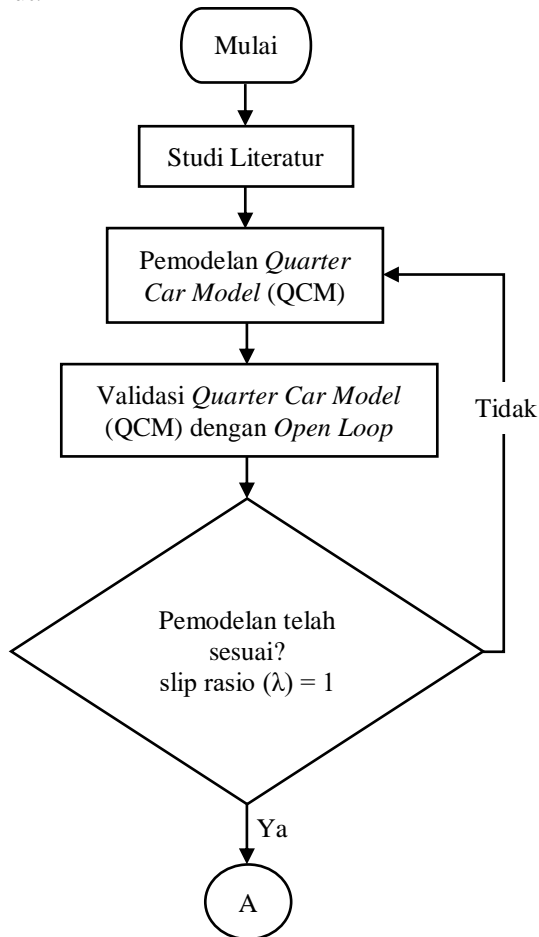 Mulai
Studi Literatur
Pemodelan Quarter
Car Model (QCM)
Validasi Quarter Car Model
(QCM) dengan Open Loop
Tidak
Pemodelan telah
sesuai?
slip rasio (λ) = 1
Ya
A